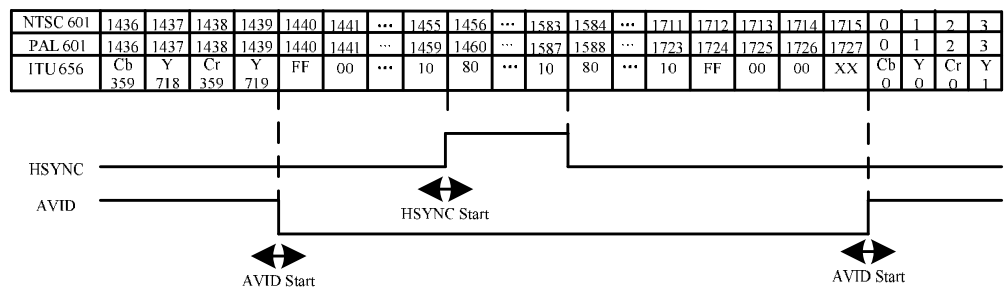 NTSC 601 1436 1437 1438 1439 1440 1441 ... 1455 1456 ... 1583 1584 ... 1711 1712 1713 1714 1715 0 1 2 3
PAL 601 1436 1437 1438 1439 1440 1441 ... 1459 1460 ... 1587 1588 ... 1723 1724 1725 1726 1727 0 1 2 3
ITU 656 Cb 359 Y 718 Cr 359 Y 719 FF 00 ... 10 80 ... 10 80 ... 10 FF 00 00 XX Cb 0 Y 0 Cr 0 Y 1
HSYNC
HSYNC Start
AVID
AVID Start AVID Start